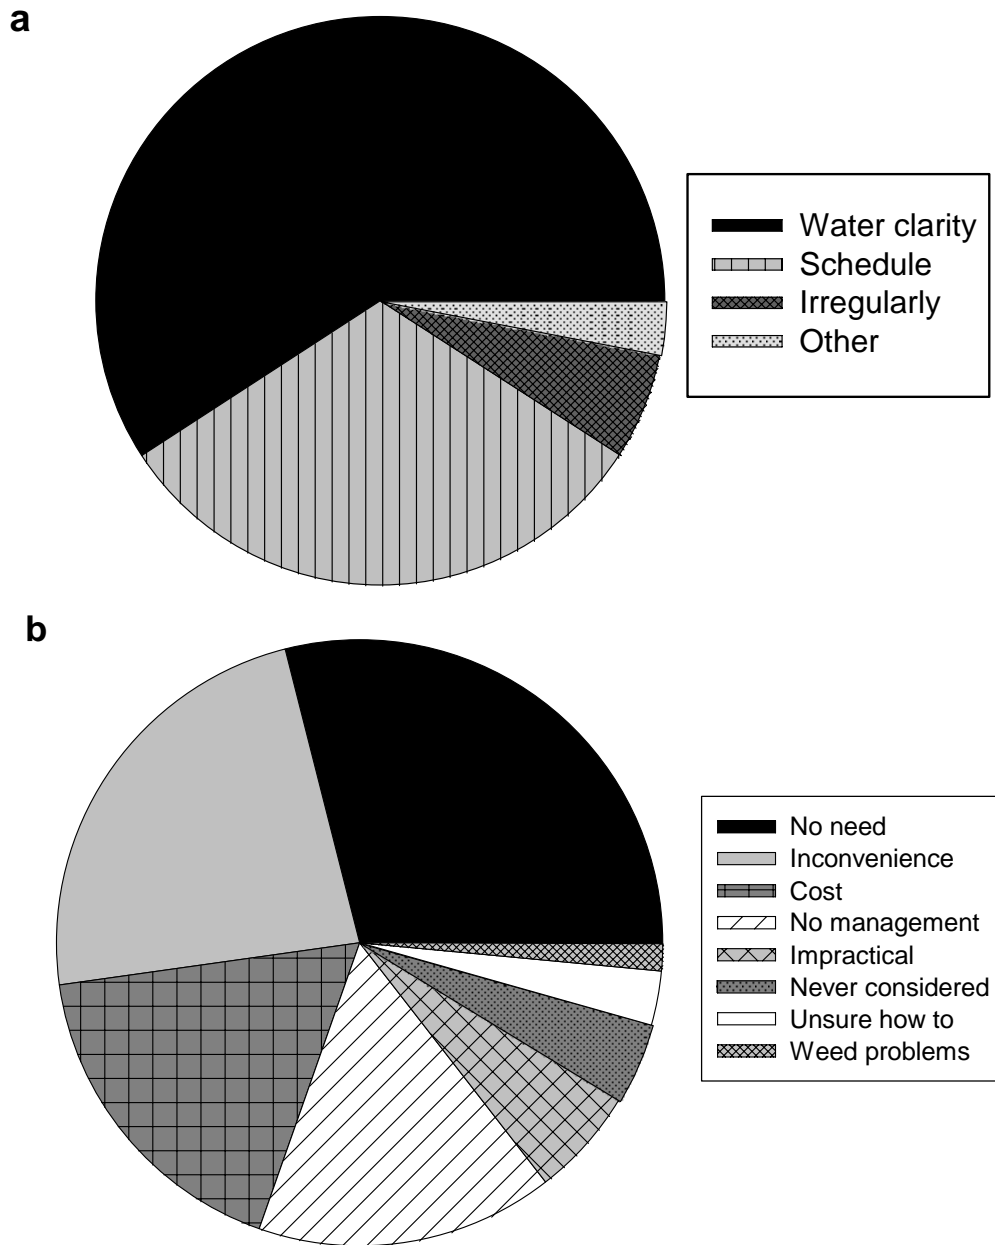 a
Water clarity
Schedule
Irregularly
Other
b
No need
Inconvenience
Cost
No management
Impractical
Never considered
Unsure how to
Weed problems